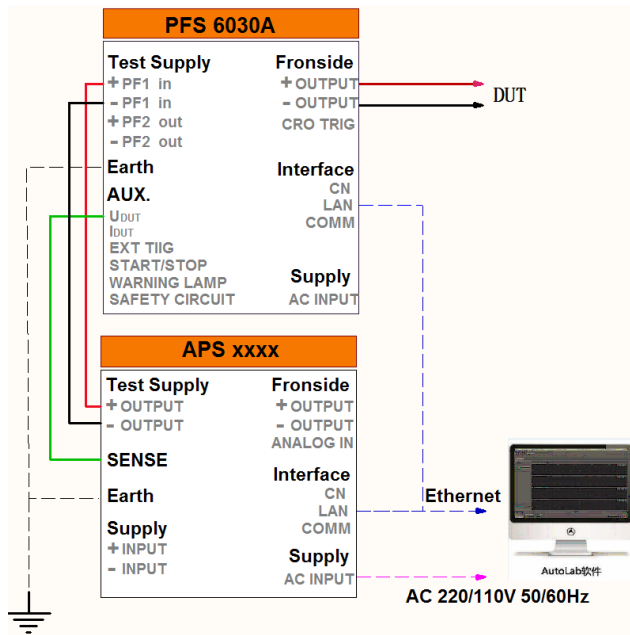 PFS 6030A
Test Supply
+ PF1 in
- PF1 in
+ PF2 out
- PF2 out
Earth
AUX.
UDUT
IDUT
EXT TIIG
START/STOP
WARNING LAMP
SAFETY CIRCUIT
Fronside
+ OUTPUT
- OUTPUT
CRO TRIG
DUT
Interface
CN
LAN
COMM
Supply
AC INPUT
APS xxxx
Test Supply
+ OUTPUT
- OUTPUT
SENSE
Earth
Supply
+ INPUT
- INPUT
Fronside
+ OUTPUT
- OUTPUT
ANALOG IN
Interface
CN
LAN
COMM
Supply
AC INPUT
Ethernet
AutoLab软件
AC 220/110V 50/60Hz